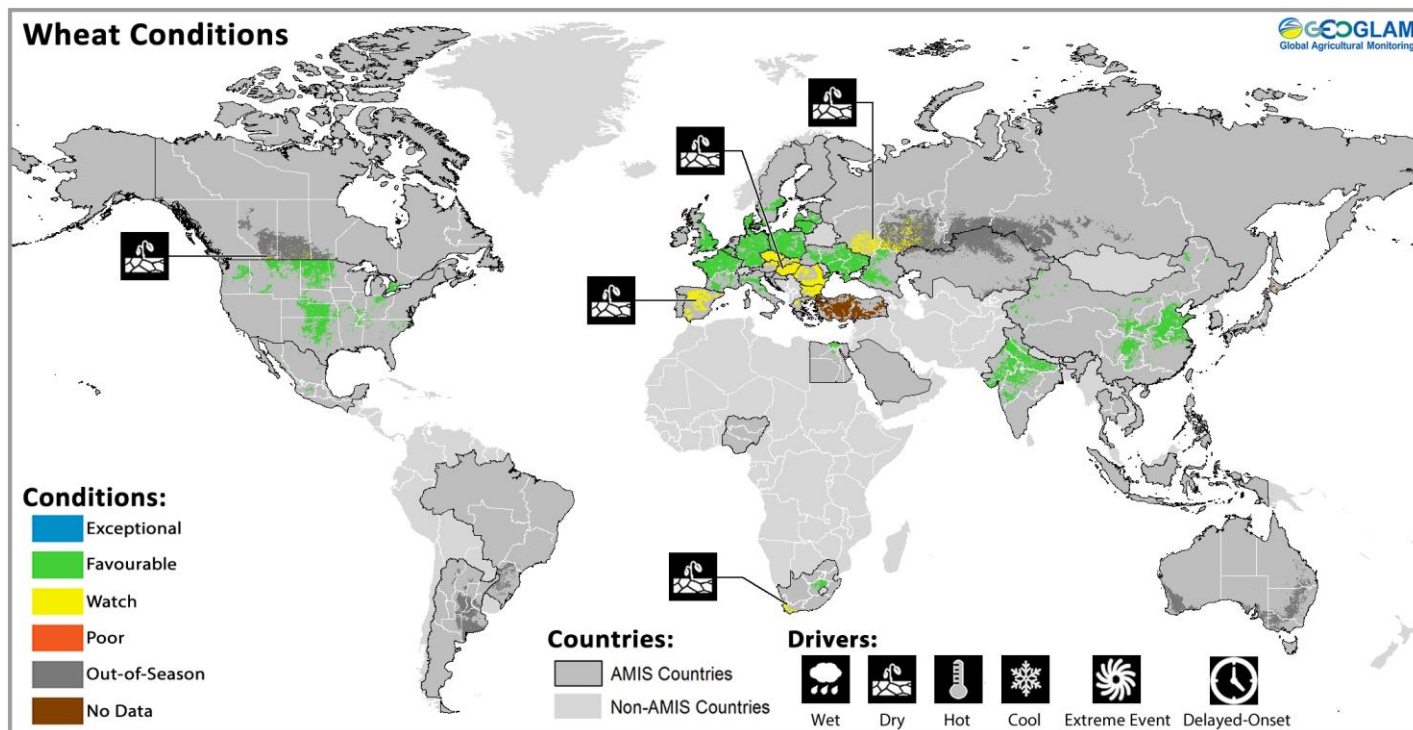 Wheat Conditions
GEOGLAM
Global Agricultural Monitoring
Conditions:
Exceptional
Favourable
Watch
Poor
Out-of-Season
No Data
Countries:
AMIS Countries
Non-AMIS Countries
Drivers:
Wet
Dry
Hot
Cool
Extreme Event
Delayed-Onset